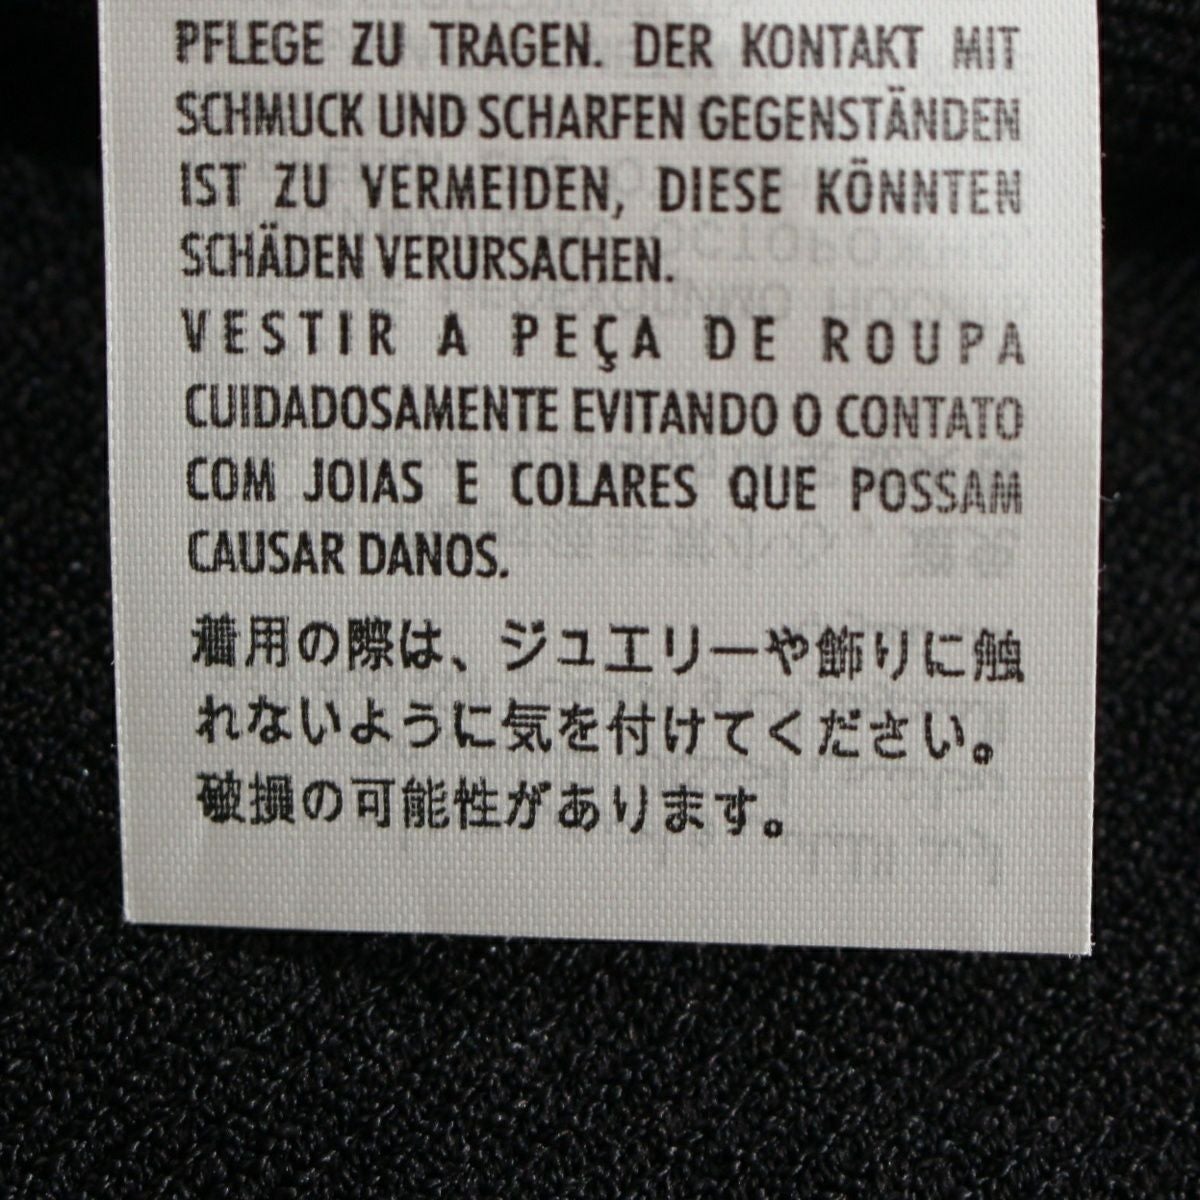 PFLEGE ZU TRAGEN. DER KONTAKT MIT
SCHMUCK UND SCHARFEN GEGENSTÄNDEN
IST ZU VERMEIDEN, DIESE KÖNNTEN
SCHÄDEN VERURSACHEN.
VESTIR A PEÇA DE ROUPA
CUIDADOSAMENTE EVITANDO O CONTATO
COM JOIAS E COLARES QUE POSSAM
CAUSAR DANOS.
着用の際は、ジュエリーや飾りに触
れないように気を付けてください。
破損の可能性があります。